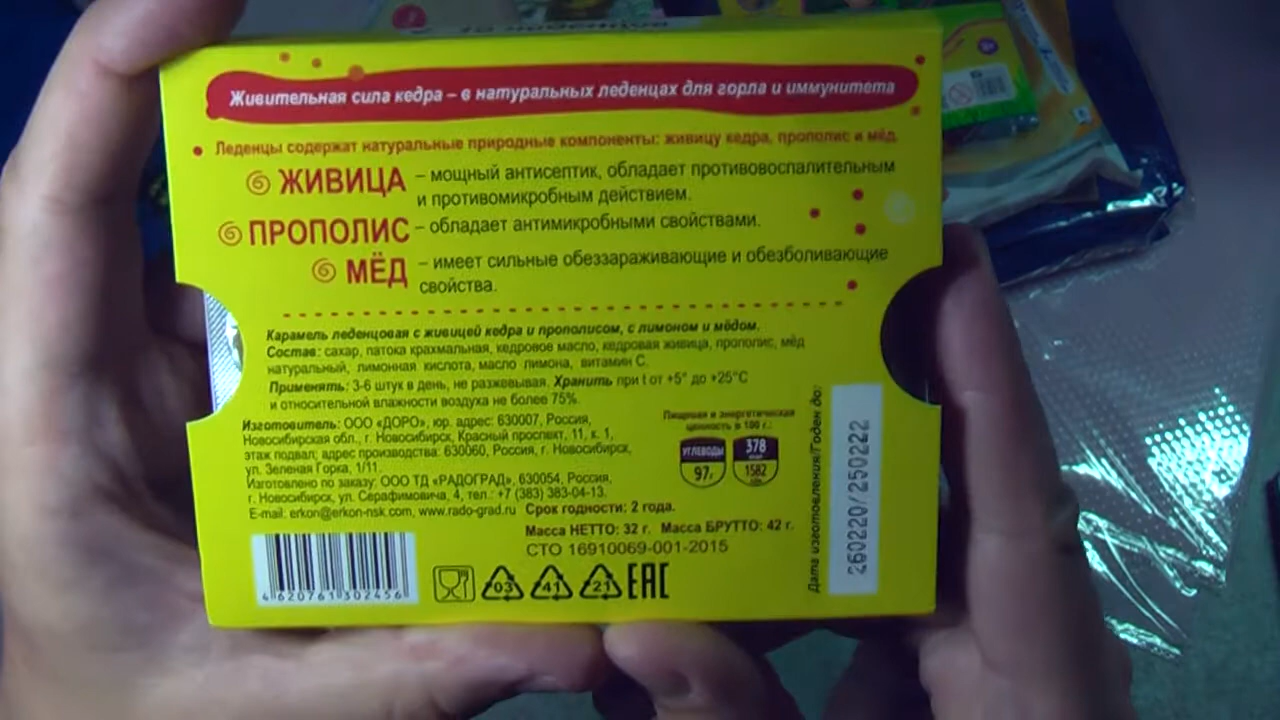 Живительная сила кедра – в натуральных леденцах для горла и иммунитета
Леденцы содержат натуральные природные компоненты: живицу кедра, прополис и мёд.
ЖИВИЦА – мощный антисептик, обладает противовоспалительным
и противомикробным действием.
ПРОПОЛИС – обладает антимикробными свойствами.
МЁД – имеет сильные обеззараживающие и обезболивающие
свойства.
Карамель леденцовая с живицей кедра и прополисом, с лимоном и мёдом.
Состав: сахар, патока крахмальная, кедровое масло, кедровая живица, прополис, мёд
натуральный, лимонная кислота, масло лимона, витамин С.
Применять: 3-6 штук в день, не разжевывая. Хранить при t от +5° до +25°С
и относительной влажности воздуха не более 75%.
Изготовитель: ООО «ДОРО», юр. адрес: 630007, Россия,
Новосибирская обл., г. Новосибирск, Красный проспект, 11, к. 1,
этаж подвал; адрес производства: 630060, Россия, г. Новосибирск,
ул. Зеленая Горка, 1/11.
Изготовлено по заказу: ООО ТД «РАДОГРАД», 630054, Россия,
г. Новосибирск, ул. Серафимовича, 4, тел.: +7 (383) 383-04-13.
E-mail: erkon@erkon-nsk.com, www.rado-grad.ru Срок годности: 2 года.
Пищевая и энергетическая
ценность в 100 г.:
УГЛЕВОДЫ
97г
378
ккал
1582
Масса НЕТТО: 32 г. Масса БРУТТО: 42 г.
СТО 16910069-001-2015
Дата изготовления/Годен до:
260220/250222
4 620761 302456
03
41
21
ЕАС